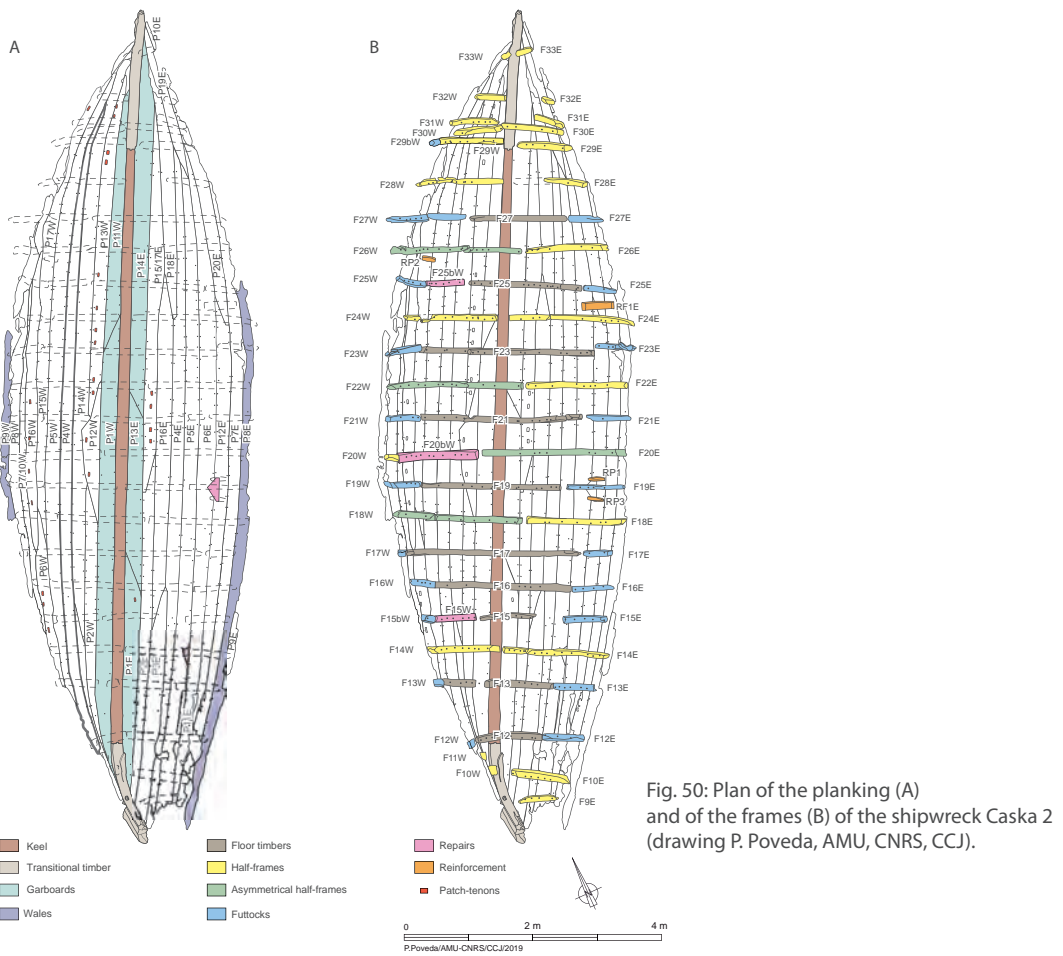 A
P10E
P19E
P17W
P13W
P11W
P14E
P15/17E
P18E
P20E
P9W
P8W
P7/10W
P16W
P15W
P5W
P4W
P14W
P12W
P1W
P13E
P16E
P4E
P5E
P6E
P12E
P7E
P8E
P6W
P2W
P1E
P9E
B
F33W
F33E
F32W
F32E
F31W
F31E
F30W
F30E
F29bW
F29W
F29E
F28W
F28E
F27W
F27
F27E
F26W
F26E
RP2
F25bW
F25W
F25
F25E
RF1E
F24W
F24E
F23W
F23
F23E
F22W
F22E
F21W
F21
F21E
F20bW
F20W
F20E
RP1
F19W
F19
F19E
RP3
F18W
F18E
F17W
F17
F17E
F16W
F16
F16E
F15bW
F15W
F15
F15E
F14W
F14E
F13W
F13
F13E
F12W
F12
F12E
F11W
F10W
F10E
F9E
Fig. 50: Plan of the planking (A)
and of the frames (B) of the shipwreck Caska 2
(drawing P. Poveda, AMU, CNRS, CCJ).
Keel
Transitional timber
Garboards
Wales
Floor timbers
Half-frames
Asymmetrical half-frames
Futtocks
Repairs
Reinforcement
Patch-tenons
0 2 m 4 m
P.Poveda/AMU-CNRS/CCJ/2019